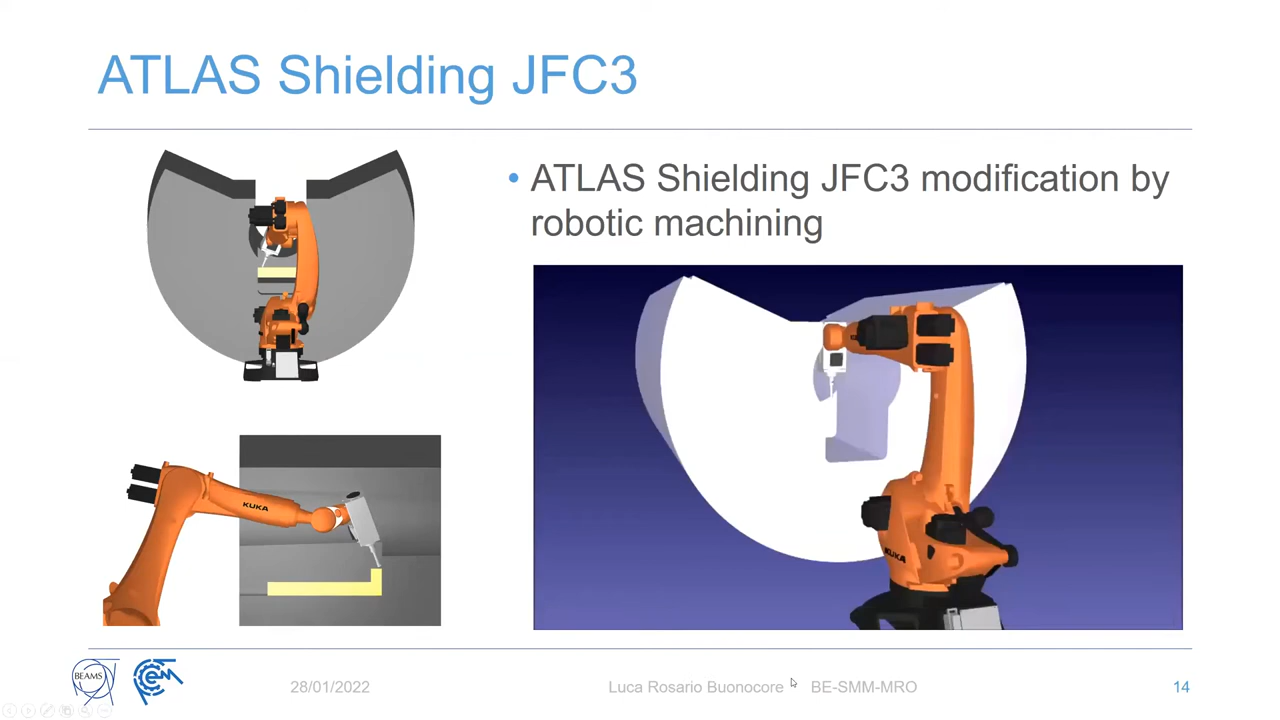 ATLAS Shielding JFC3
• ATLAS Shielding JFC3 modification by
robotic machining
KUKA
KUKA
BEAMS
28/01/2022
Luca Rosario Buonocore
BE-SMM-MRO
14